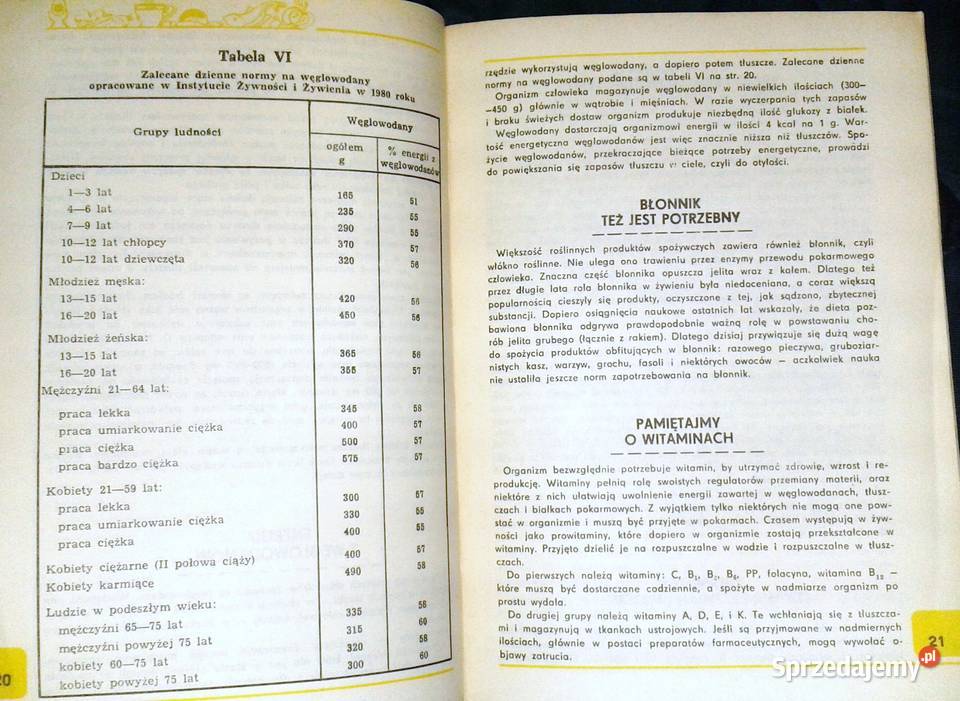 Tabela VI
Zalecane dzienne normy na węglowodany
opracowane w Instytucie Żywności i Żywienia w 1980 roku
Grupy ludności Węglowodany
ogółem g % energii z węglowodanów
Dzieci
1—3 lat 165 51
4—6 lat 235 55
7—9 lat 290 55
10—12 lat chłopcy 370 57
10—12 lat dziewczęta 320 56
Młodzież męska:
13—15 lat 420 56
16—20 lat 450 56
Młodzież żeńska:
13—15 lat 365 56
16—20 lat 355 57
Mężczyźni 21—64 lat:
praca lekka 345 58
praca umiarkowanie ciężka 400 57
praca ciężka 500 57
praca bardzo ciężka 575 57
Kobiety 21—59 lat:
praca lekka 300 57
praca umiarkowanie ciężka 330 55
praca ciężka 400 55
Kobiety ciężarne (II połowa ciąży) 400 57
Kobiety karmiące 490 58
Ludzie w podeszłym wieku:
mężczyźni 65—75 lat 335 58
mężczyźni powyżej 75 lat 315 60
kobiety 60—75 lat 320 58
kobiety powyżej 75 lat 300 60
20
rzędzie wykorzystują węglowodany, a dopiero potem tłuszcze. Zalecane dzienne
normy na węglowodany podane są w tabeli VI na str. 20.
Organizm człowieka magazynuje węglowodany w niewielkich ilościach (300—
—450 g) głównie w wątrobie i mięśniach. W razie wyczerpania tych zapasów
i braku świeżych dostaw organizm produkuje niezbędną ilość glukozy z białek.
Węglowodany dostarczają organizmowi energii w ilości 4 kcal na 1 g. War-
tość energetyczna węglowodanów jest więc znacznie niższa niż tłuszczów. Spo-
życie węglowodanów, przekraczające bieżące potrzeby energetyczne, prowadzi
do powiększania się zapasów tłuszczu w ciele, czyli do otyłości.
BŁONNIK
TEŻ JEST POTRZEBNY
Większość roślinnych produktów spożywczych zawiera również błonnik, czyli
włókno roślinne. Nie ulega ono trawieniu przez enzymy przewodu pokarmowego
człowieka. Znaczna część błonnika opuszcza jelita wraz z kałem. Dlatego też
przez długie lata rola błonnika w żywieniu była niedoceniana, a coraz większą
popularnością cieszyły się produkty, oczyszczone z tej, jak sądzono, zbytecznej
substancji. Dopiero osiągnięcia naukowe ostatnich lat wskazały, że dieta poz-
bawiona błonnika odgrywa prawdopodobnie ważną rolę w powstawaniu cho-
rób jelita grubego (łącznie z rakiem). Dlatego dzisiaj przywiązuje się dużą wagę
do spożycia produktów obfitujących w błonnik: razowego pieczywa, gruboziar-
nistych kasz, warzyw, grochu, fasoli i niektórych owoców — aczkolwiek nauka
nie ustaliła jeszcze norm zapotrzebowania na błonnik.
PAMIĘTAJMY
O WITAMINACH
Organizm bezwzględnie potrzebuje witamin, by utrzymać zdrowie, wzrost i re-
produkcję. Witaminy pełnią rolę swoistych regulatorów przemiany materii, oraz
niektóre z nich ułatwiają uwolnienie energii zawartej w węglowodanach, tłusz-
czach i białkach pokarmowych. Z wyjątkiem tylko niektórych nie mogą one pow-
stać w organizmie i muszą być przyjęte w pokarmach. Czasem występują w żyw-
ności jako prowitaminy, które dopiero w organizmie zostają przekształcone w
witaminy. Przyjęto dzielić je na rozpuszczalne w wodzie i rozpuszczalne w tłusz-
czach.
Do pierwszych należą witaminy: C, B₁, B₂, B₆, PP, folacyna, witamina B₁₂ —
które muszą być dostarczane codziennie, a spożyte w nadmiarze organizm po
prostu wydala.
Do drugiej grupy należą witaminy A, D, E, i K. Te wchłaniają się z tłuszcza-
mi i magazynują w tkankach ustrojowych. Jeśli są przyjmowane w nadmiernych
ilościach, głównie w postaci preparatów farmaceutycznych, mogą wywołać o-
bjawy zatrucia.
21
Sprzedajemy.pl